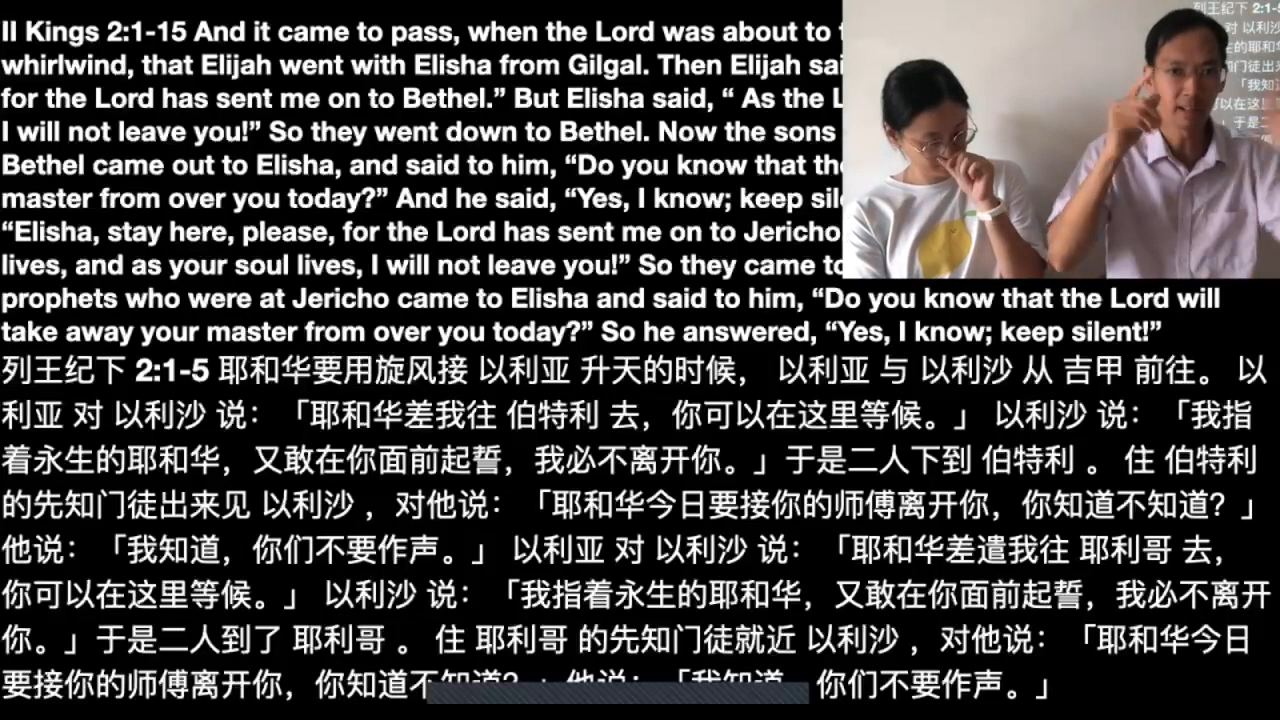 II Kings 2:1-15 And it came to pass, when the Lord was about to
whirlwind, that Elijah went with Elisha from Gilgal. Then Elijah sai
for the Lord has sent me on to Bethel.” But Elisha said, “ As the L
I will not leave you!” So they went down to Bethel. Now the sons
Bethel came out to Elisha, and said to him, “Do you know that the
master from over you today?” And he said, “Yes, I know; keep sil
“Elisha, stay here, please, for the Lord has sent me on to Jericho
lives, and as your soul lives, I will not leave you!” So they came to
prophets who were at Jericho came to Elisha and said to him, “Do you know that the Lord will
take away your master from over you today?” So he answered, “Yes, I know; keep silent!”
列王纪下 2:1-5 耶和华要用旋风接 以利亚 升天的时候， 以利亚 与 以利沙 从 吉甲 前往。 以
利亚 对 以利沙 说：「耶和华差我往 伯特利 去，你可以在这里等候。」 以利沙 说：「我指
着永生的耶和华，又敢在你面前起誓，我必不离开你。」于是二人下到 伯特利 。 住 伯特利
的先知门徒出来见 以利沙 ，对他说：「耶和华今日要接你的师傅离开你，你知道不知道？」
他说：「我知道，你们不要作声。」 以利亚 对 以利沙 说：「耶和华差遣我往 耶利哥 去，
你可以在这里等候。」 以利沙 说：「我指着永生的耶和华，又敢在你面前起誓，我必不离开
你。」于是二人到了 耶利哥 。 住 耶利哥 的先知门徒就近 以利沙 ，对他说：「耶和华今日
要接你的师傅离开你，你知道不知道？」他说：「我知道，你们不要作声。」
列王纪下 2:1-5
对 以利沙